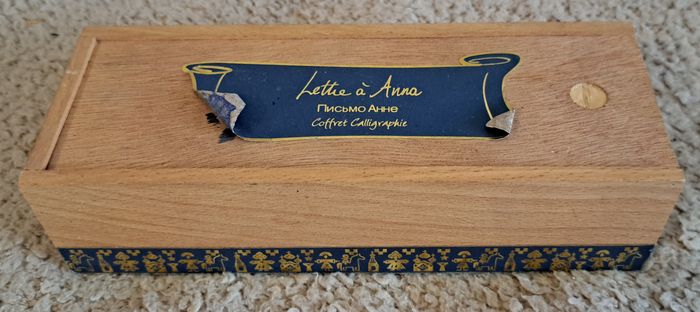 Lettre à Anna
Письмо Анне
Coffret Calligraphie